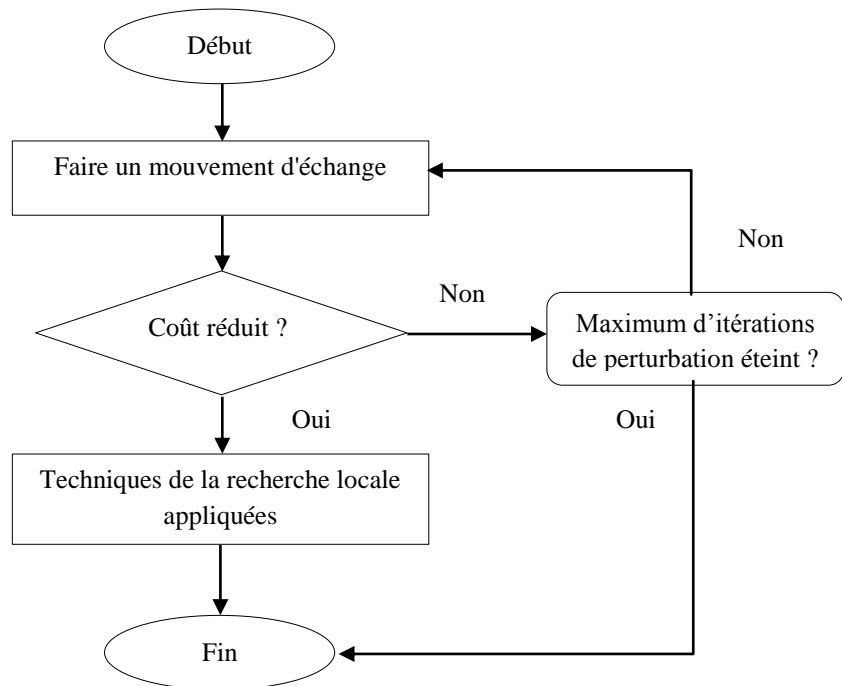 Début
Faire un mouvement d'échange
Non
Non
Coût réduit ?
Maximum d’itérations
de perturbation éteint ?
Oui
Oui
Techniques de la recherche locale
appliquées
Fin